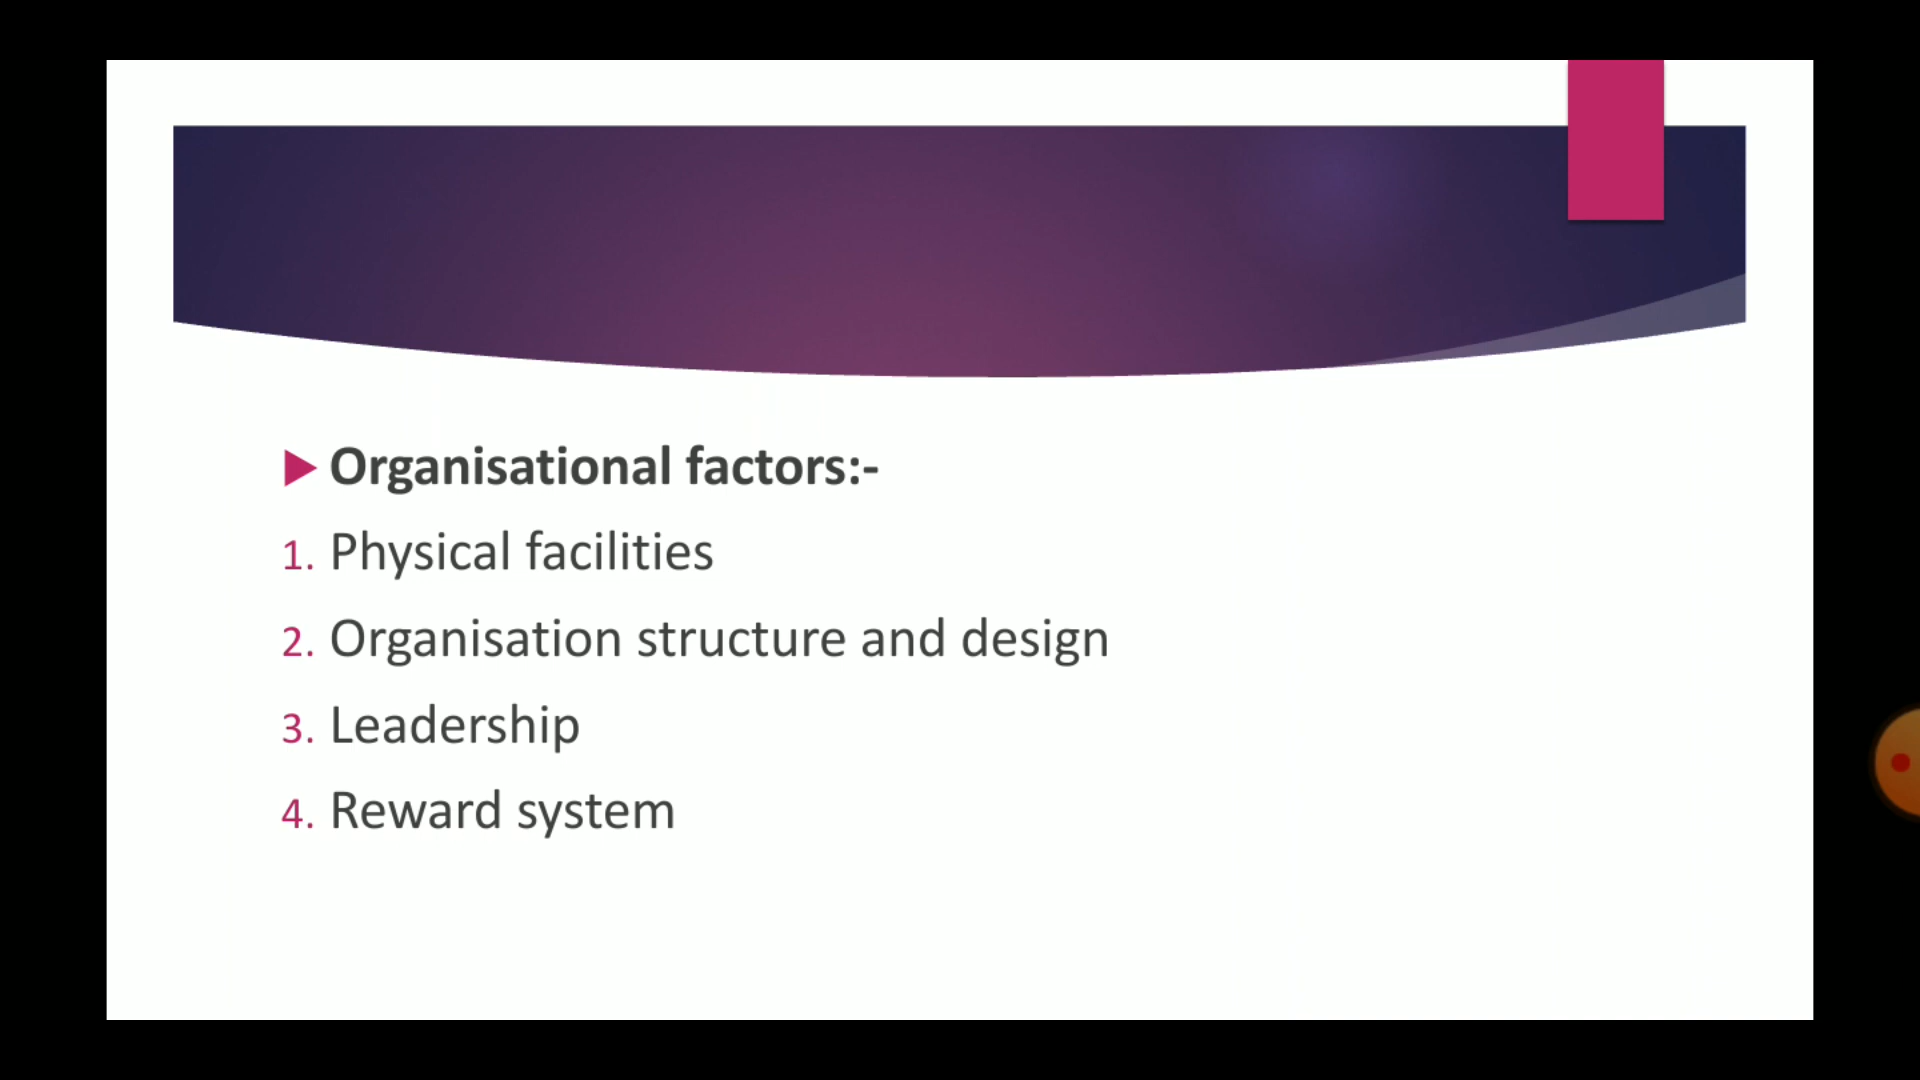 Organisational factors:-
1. Physical facilities
2. Organisation structure and design
3. Leadership
4. Reward system